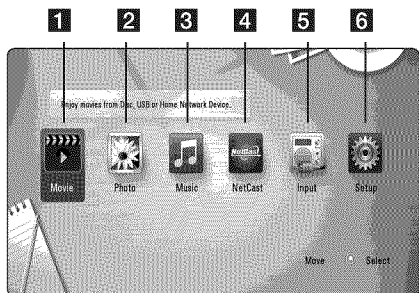 1 2 3 4 5 6
Enjoy movies from Disc, USB or Home Network Device.
NetCast
Movie Photo Music NetCast Input Setup
Move Select